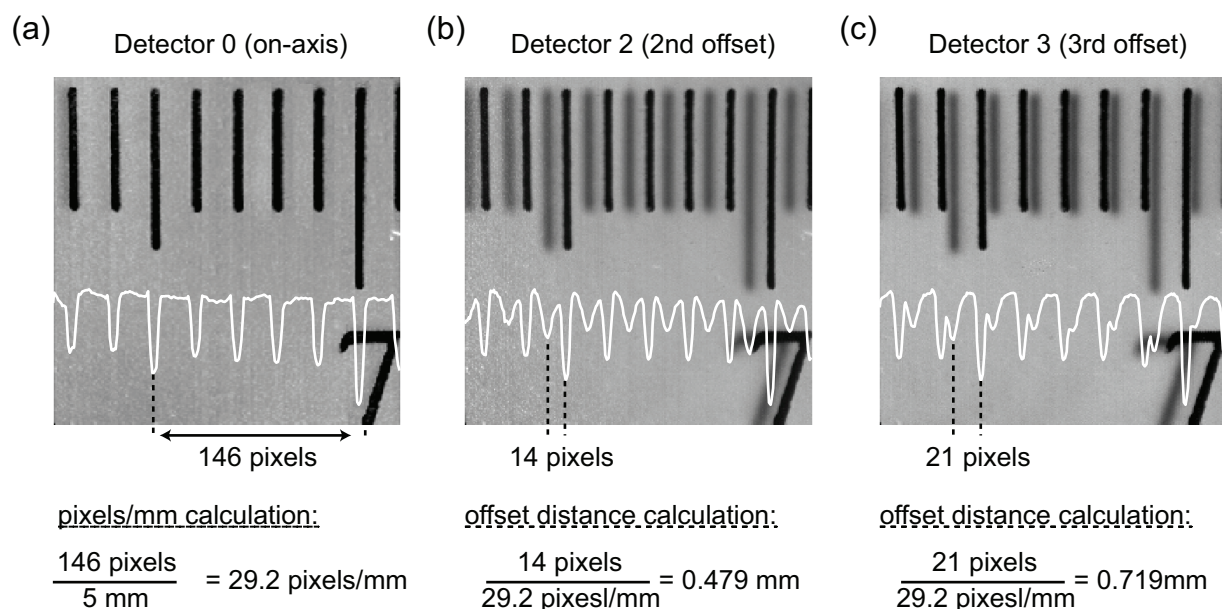 (a)
Detector 0 (on-axis)
7
146 pixels
pixels/mm calculation:
146 pixels
5 mm
= 29.2 pixels/mm
(b)
Detector 2 (2nd offset)
7
14 pixels
offset distance calculation:
14 pixels
29.2 pixesl/mm
= 0.479 mm
(c)
Detector 3 (3rd offset)
7
21 pixels
offset distance calculation:
21 pixels
29.2 pixesl/mm
= 0.719mm